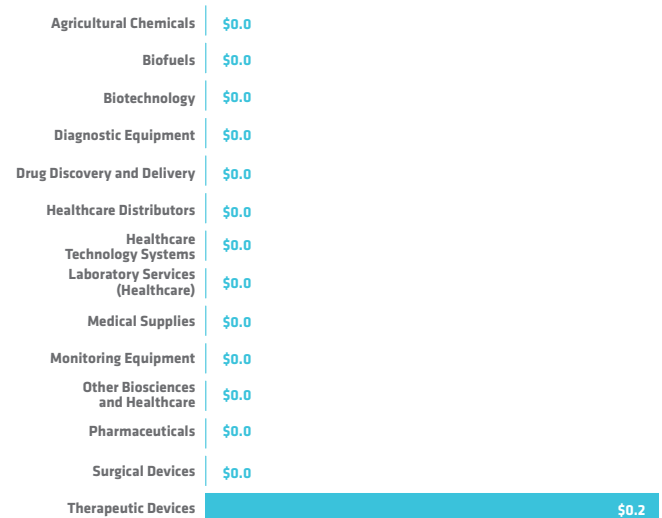 Agricultural Chemicals $0.0
Biofuels $0.0
Biotechnology $0.0
Diagnostic Equipment $0.0
Drug Discovery and Delivery $0.0
Healthcare Distributors $0.0
Healthcare
Technology Systems $0.0
Laboratory Services
(Healthcare) $0.0
Medical Supplies $0.0
Monitoring Equipment $0.0
Other Biosciences
and Healthcare $0.0
Pharmaceuticals $0.0
Surgical Devices $0.0
Therapeutic Devices $0.2